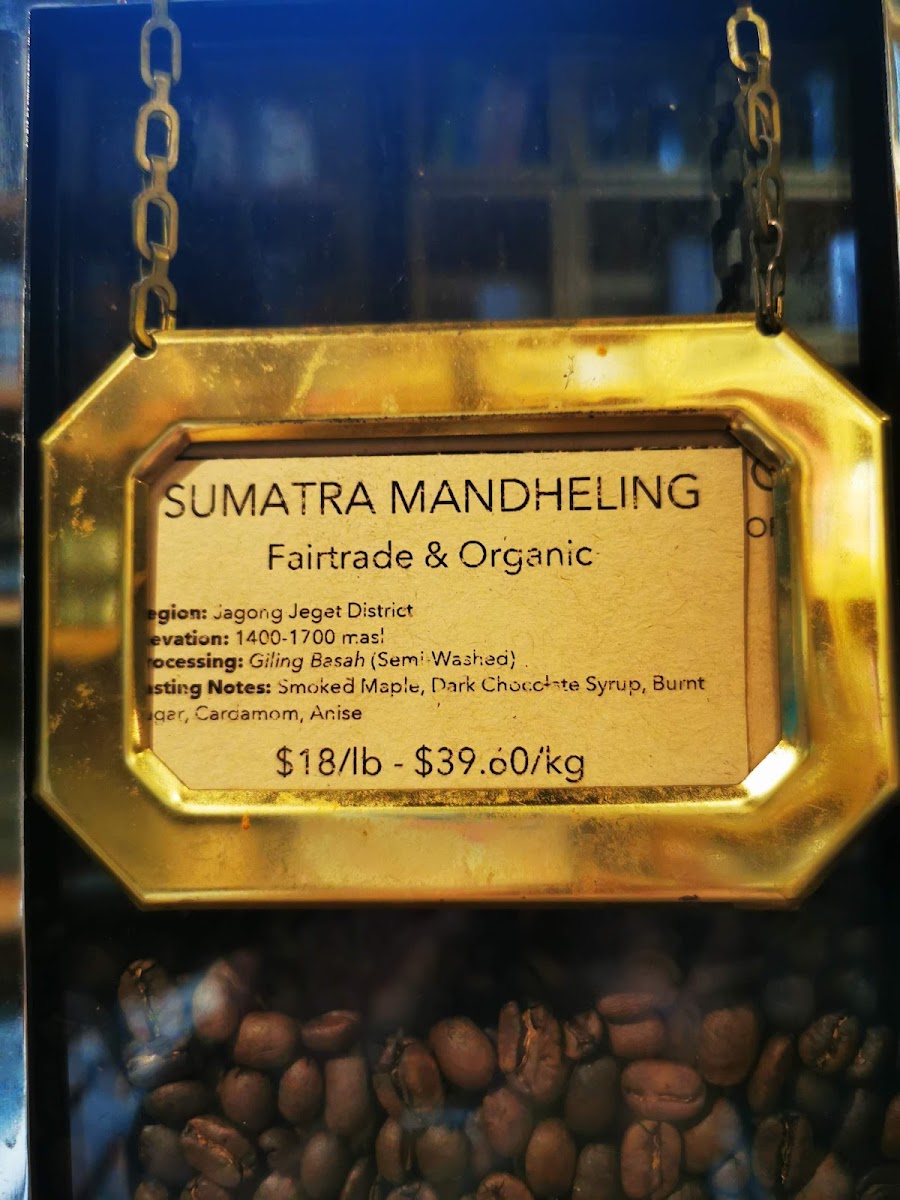 SUMATRA MANDHELING
Fairtrade & Organic
egion: Jagong Jeget District
evation: 1400-1700 masl
rocessing: Giling Basah (Semi-Washed)
asting Notes: Smoked Maple, Dark Chocolate Syrup, Burnt
ugar, Cardamom, Anise
$18/lb - $39.60/kg